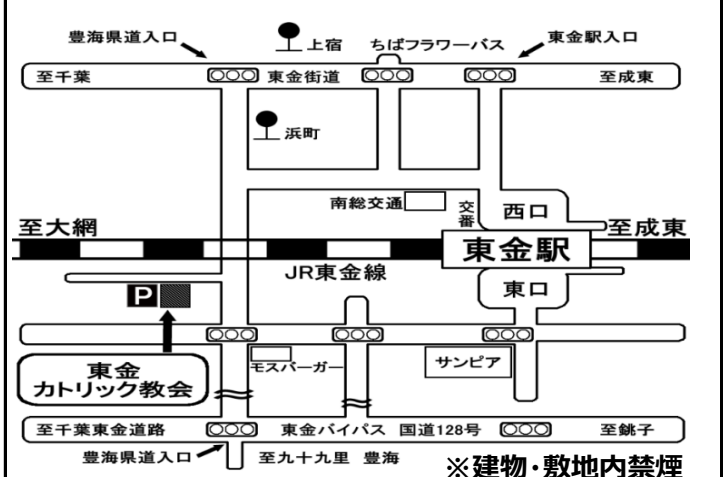 豊海県道入口
上宿
ちばフラワーバス
東金駅入口
至千葉
東金街道
至成東
浜町
南総交通
交番
西口
至大網
至成東
東金駅
JR東金線
東口
P
東金
カトリック教会
モスバーガー
サンピア
至千葉東金道路
東金バイパス 国道128号
至銚子
豊海県道入口
至九十九里 豊海
※建物・敷地内禁煙